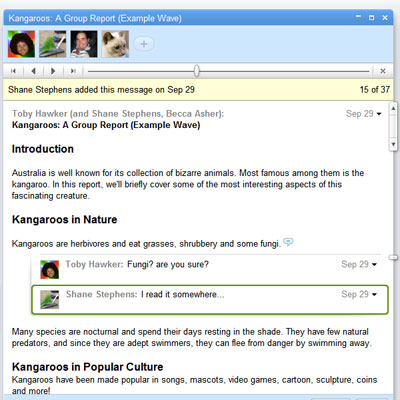 Kangaroos: A Group Report (Example Wave)
Shane Stephens added this message on Sep 29 15 of 37
Toby Hawker (and Shane Stephens, Becca Asher): Sep 29
Kangaroos: A Group Report (Example Wave)
Introduction
Australia is well known for its collection of bizarre animals. Most famous among them is the
kangaroo. In this report, we'll briefly cover some of the most interesting aspects of this
fascinating creature.
Kangaroos in Nature
Kangaroos are herbivores and eat grasses, shrubbery and some fungi.
Toby Hawker: Fungi? are you sure? Sep 29
Shane Stephens: I read it somewhere... Sep 29
Many species are nocturnal and spend their days resting in the shade. They have few natural
predators, and since they are adept swimmers, they can flee from danger by swimming away.
Kangaroos in Popular Culture
Kangaroos have been made popular in songs, mascots, video games, cartoon, sculpture, coins
and more!